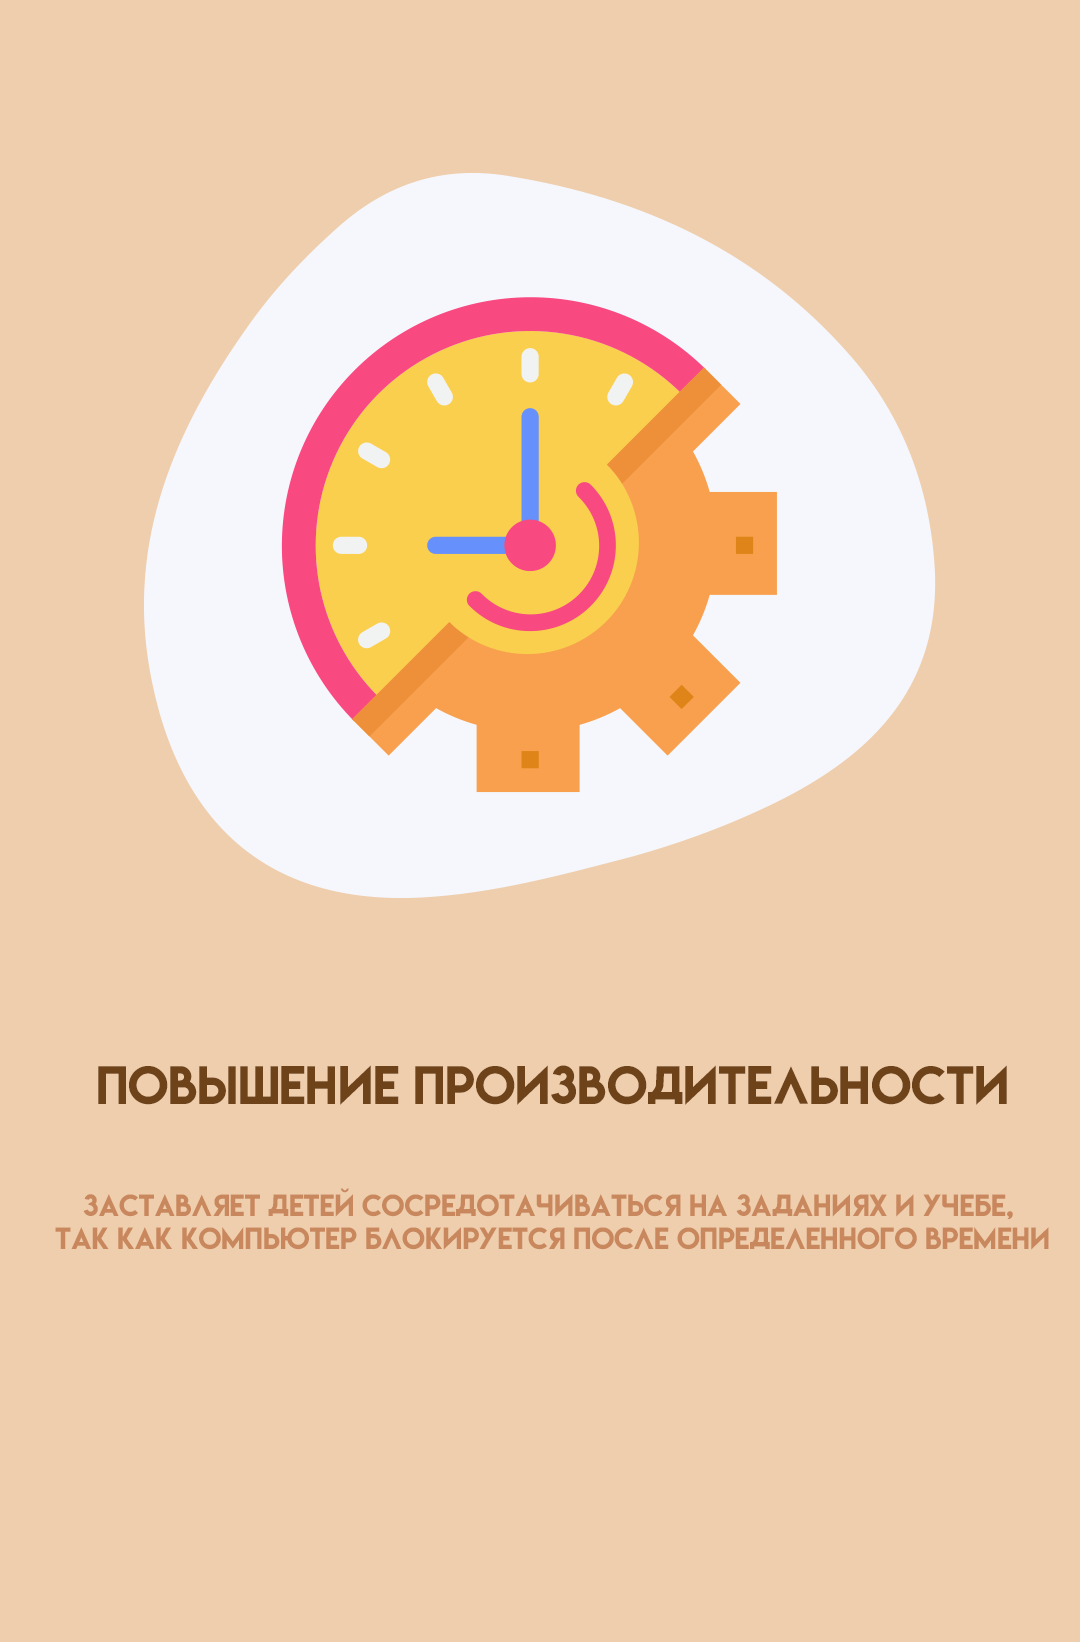 ПОВЫШЕНИЕ ПРОИЗВОДИТЕЛЬНОСТИ
ЗАСТАВЛЯЕТ ДЕТЕЙ СОСРЕДОТАЧИВАТЬСЯ НА ЗАДАНИЯХ И УЧЕБЕ,
ТАК КАК КОМПЬЮТЕР БЛОКИРУЕТСЯ ПОСЛЕ ОПРЕДЕЛЕННОГО ВРЕМЕНИ